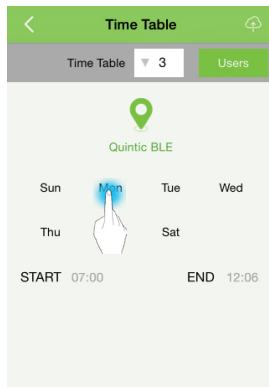 Time Table
Time Table 3 Users
Quintic BLE
Sun Mon Tue Wed
Thu Sat
START 07:00 END 12:06